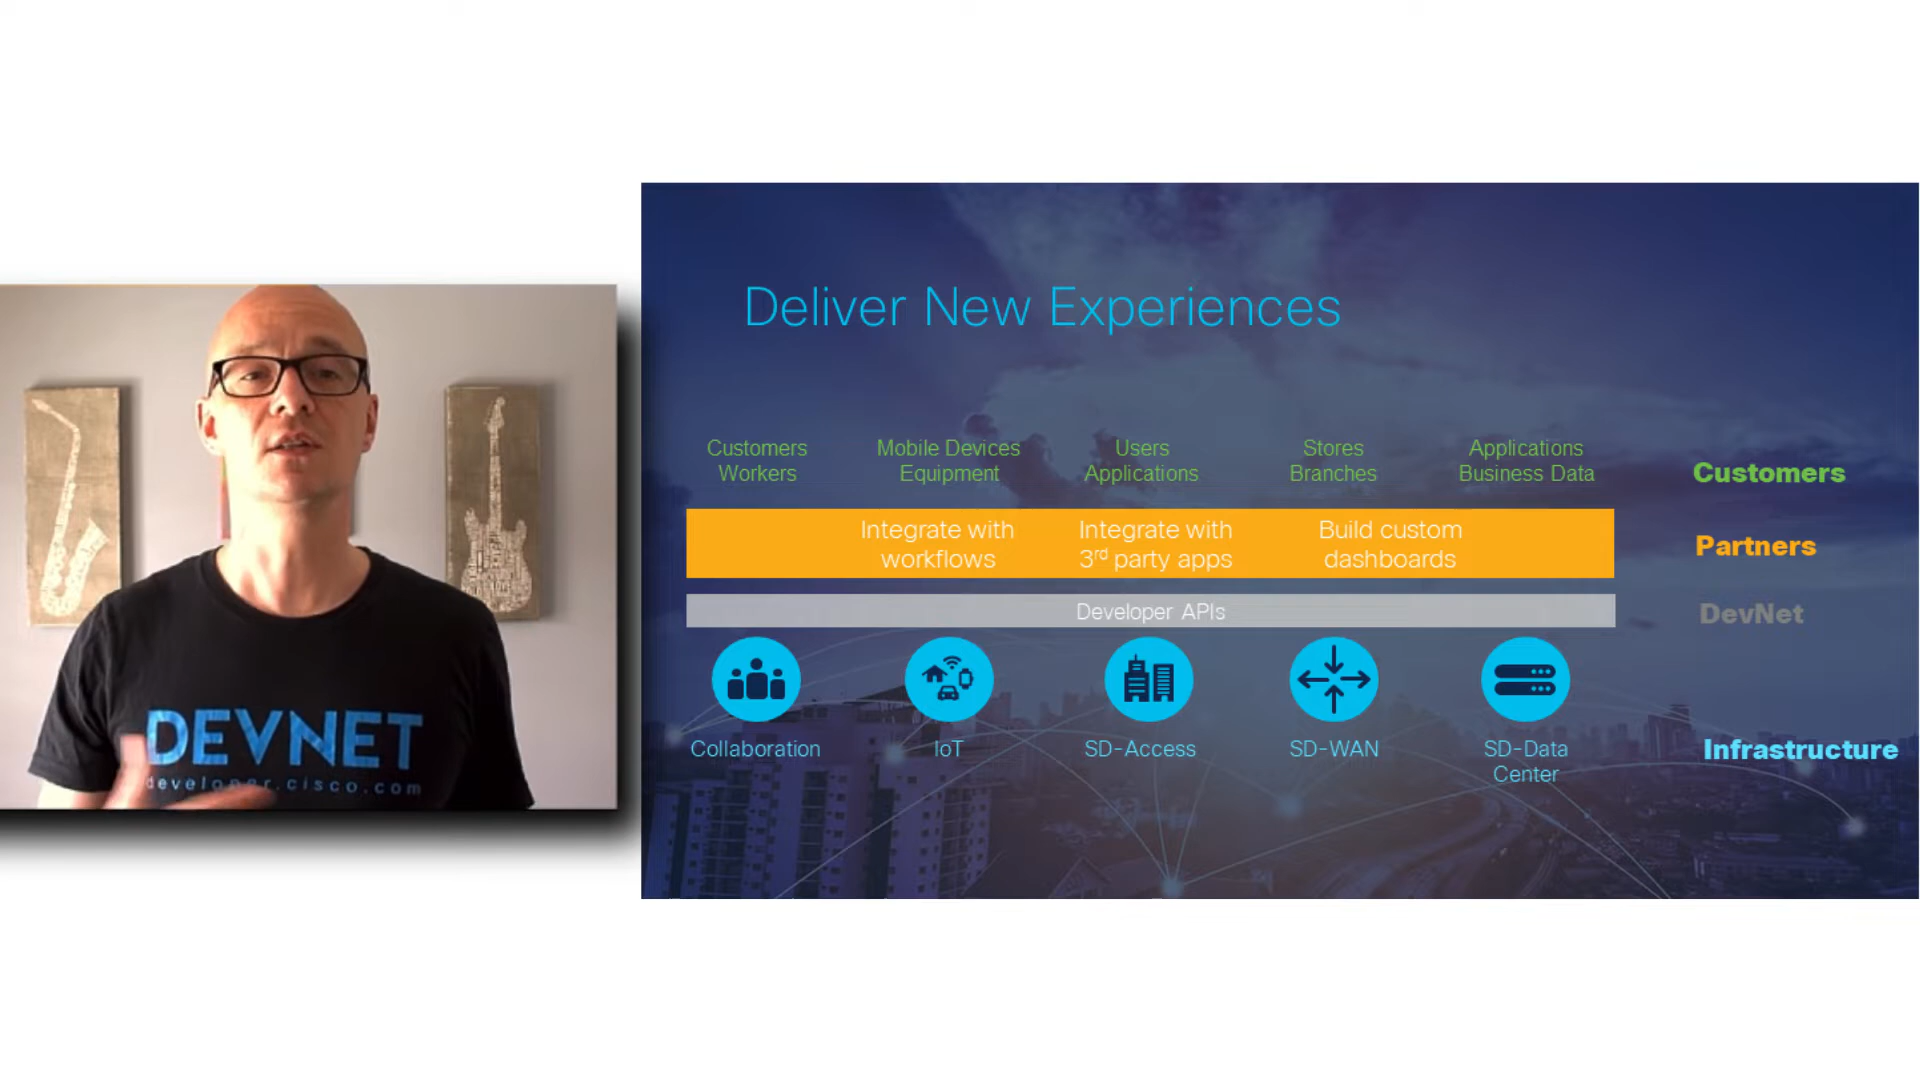 Deliver New Experiences
Customers
Workers
Mobile Devices
Equipment
Users
Applications
Stores
Branches
Applications
Business Data
Customers
Integrate with
workflows
Integrate with
3rd party apps
Build custom
dashboards
Partners
Developer APIs
DevNet
Collaboration
IoT
SD-Access
SD-WAN
SD-Data
Center
Infrastructure
DEVNET
developer.cisco.com